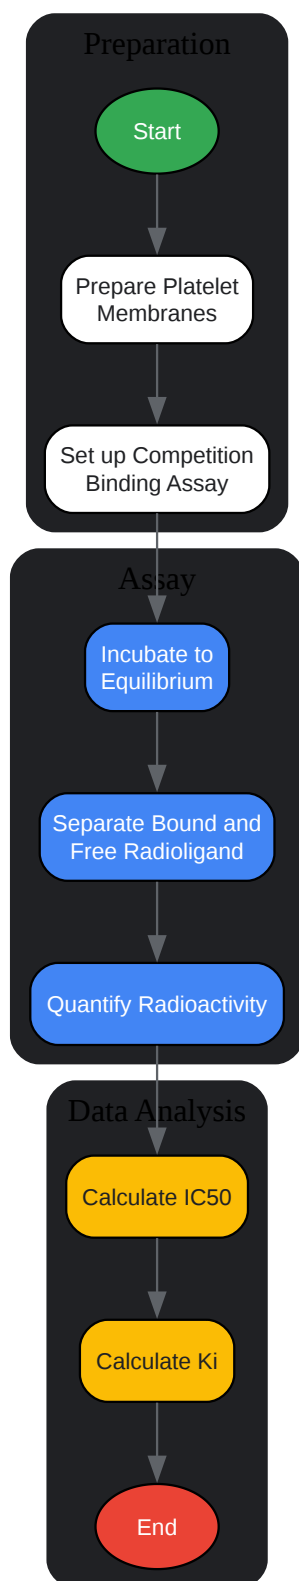 Preparation
Start
Prepare Platelet
Membranes
Set up Competition
Binding Assay
Assay
Incubate to
Equilibrium
Separate Bound and
Free Radioligand
Quantify Radioactivity
Data Analysis
Calculate IC50
Calculate Ki
End